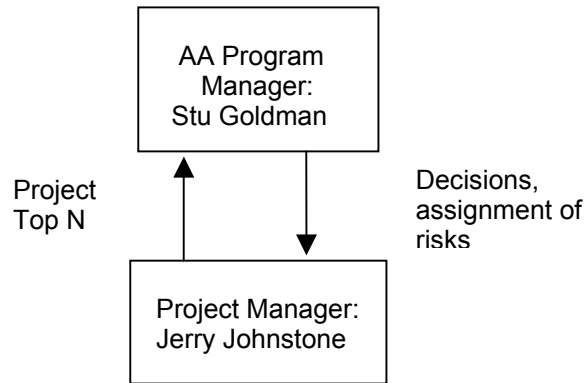 AA Program
Manager:
Stu Goldman
Project
Top N
Decisions,
assignment of
risks
Project Manager:
Jerry Johnstone